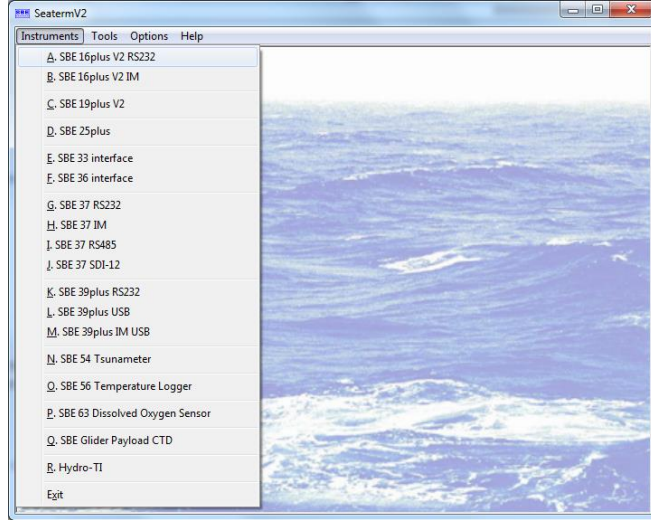 SeatermV2
Instruments Tools Options Help
A. SBE 16plus V2 RS232
B. SBE 16plus V2 IM
C. SBE 19plus V2
D. SBE 25plus
E. SBE 33 interface
F. SBE 36 interface
G. SBE 37 RS232
H. SBE 37 IM
I. SBE 37 RS485
J. SBE 37 SDI-12
K. SBE 39plus RS232
L. SBE 39plus USB
M. SBE 39plus IM USB
N. SBE 54 Tsunameter
O. SBE 56 Temperature Logger
P. SBE 63 Dissolved Oxygen Sensor
Q. SBE Glider Payload CTD
R. Hydro-TI
Exit